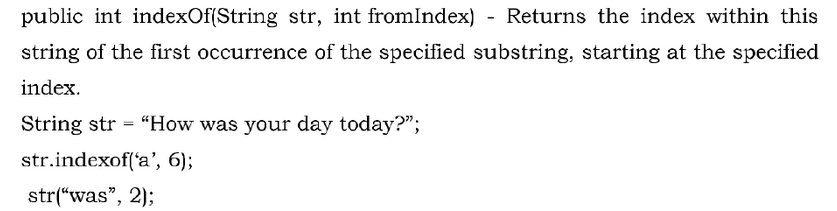 public int indexOf(String str, int fromIndex) - Returns the index within this
string of the first occurrence of the specified substring, starting at the specified
index.
String str = “How was your day today?”;
str.indexof(‘a’, 6);
str(“was”, 2);